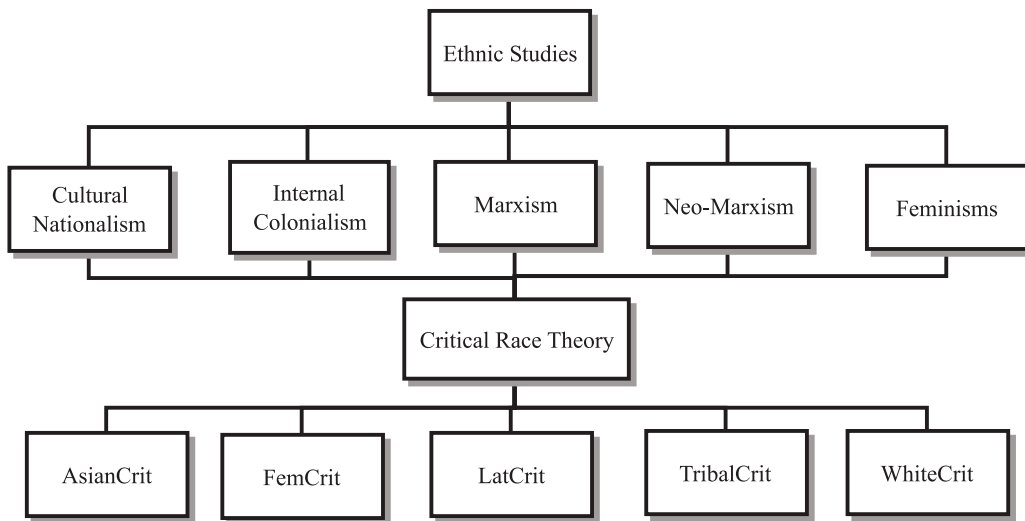 Ethnic Studies
Cultural
Nationalism
Internal
Colonialism
Marxism
Neo-Marxism
Feminisms
Critical Race Theory
AsianCrit
FemCrit
LatCrit
TribalCrit
WhiteCrit